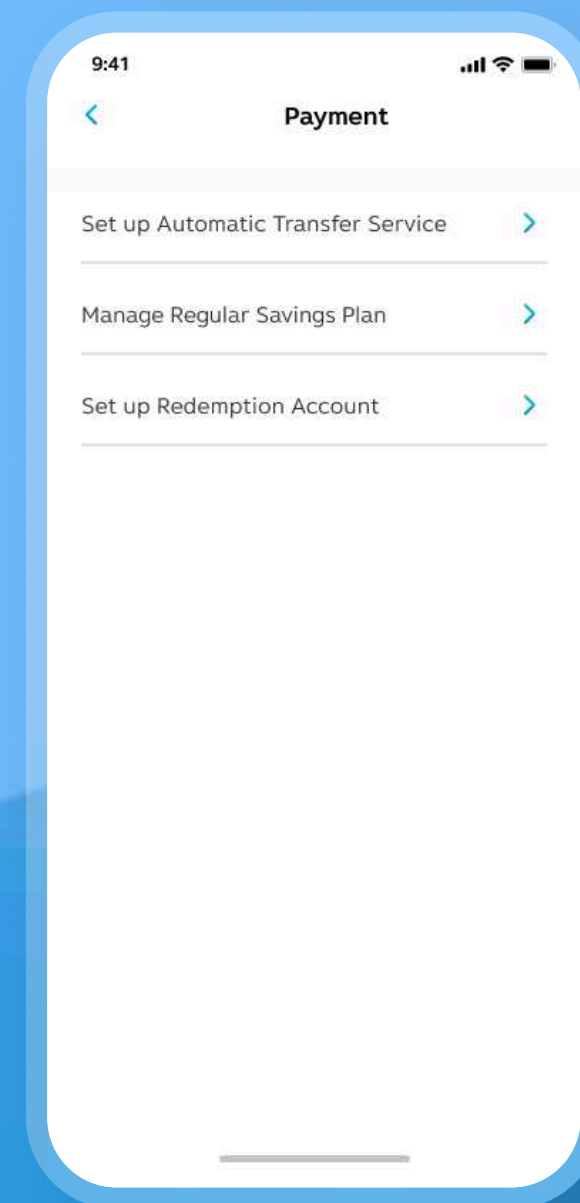 9:41
Payment
Set up Automatic Transfer Service
Manage Regular Savings Plan
Set up Redemption Account